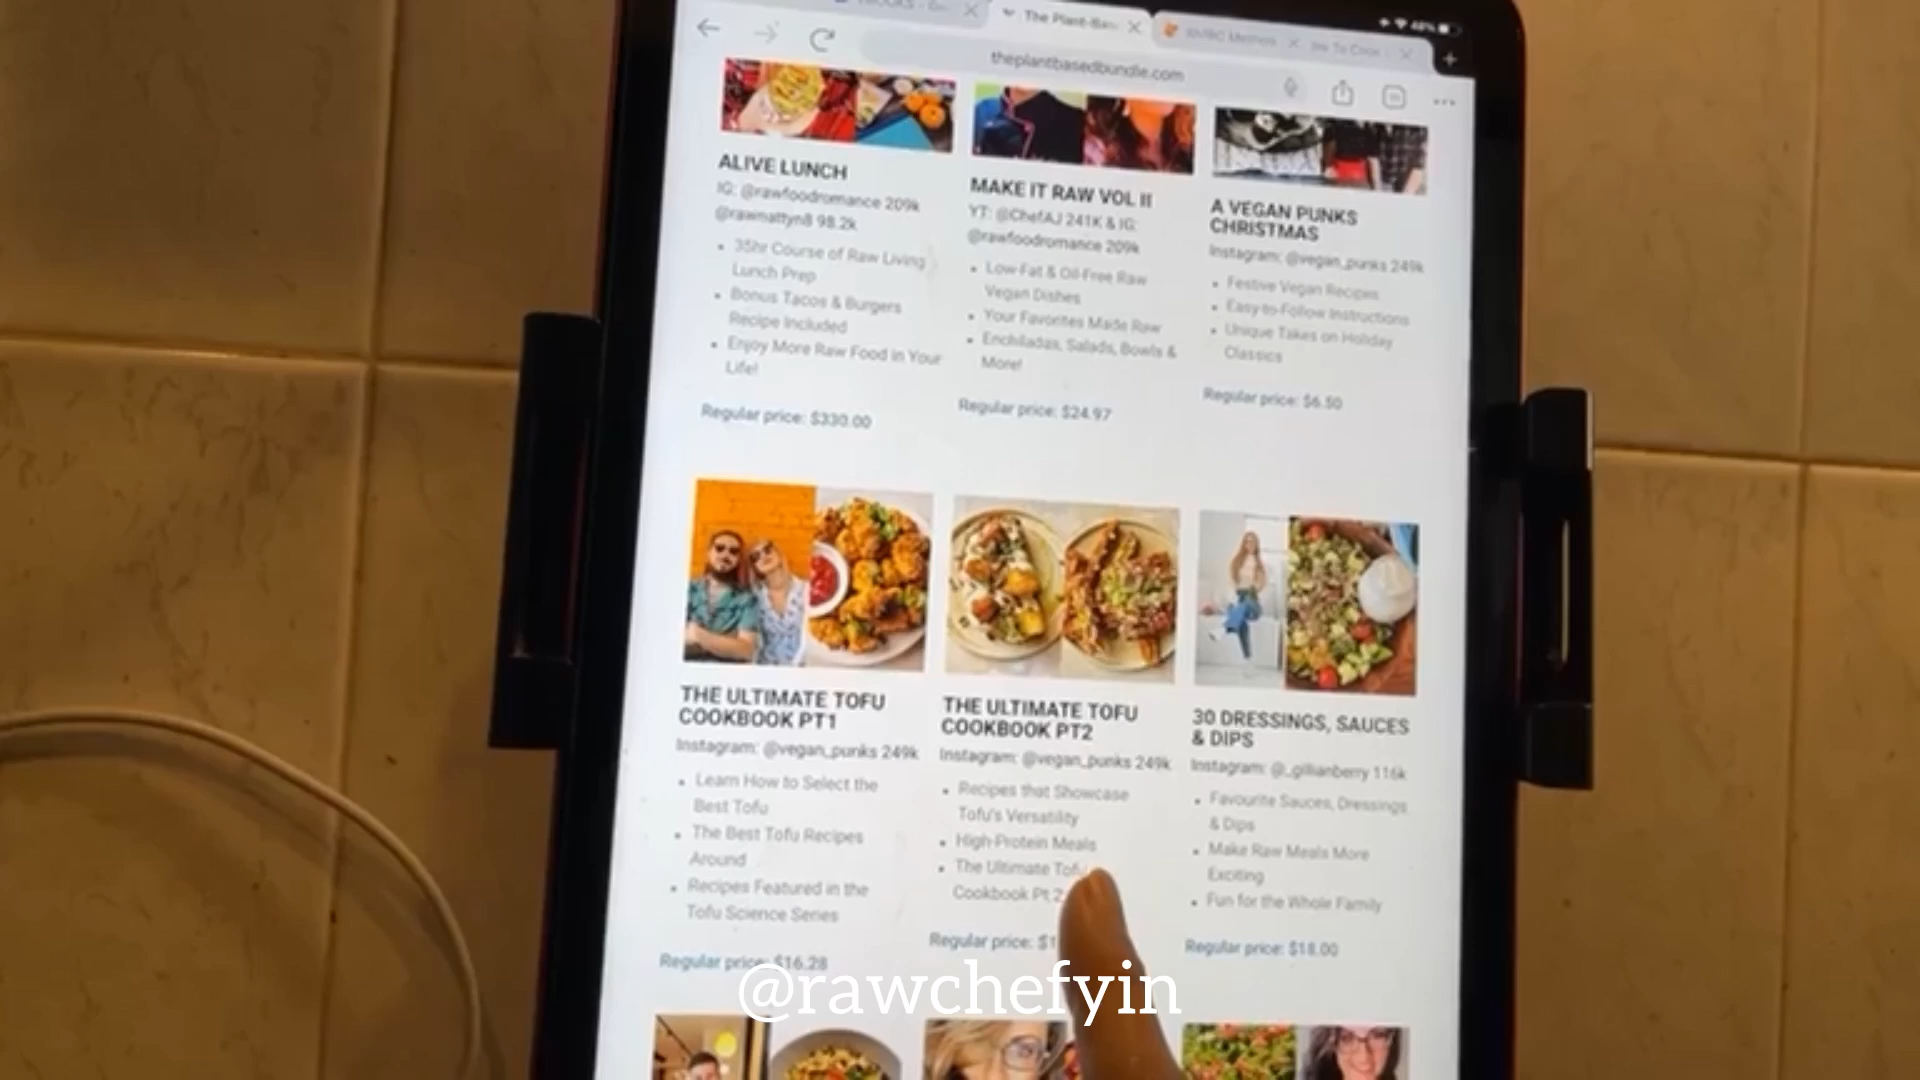 The Plant-Bas
theplantbasedbundle.com
ALIVE LUNCH
IG: @rawfoodromance 209k
@rawnattyn8 98.2k
• 35hr Course of Raw Living
Lunch Prep
• Bonus Tacos & Burgers
Recipe Included
• Enjoy More Raw Food in Your
Life!
Regular price: $330.00
MAKE IT RAW VOL II
YT: @ChefAJ 241K & IG:
@rawfoodromance 209k
• Low-Fat & Oil-Free Raw
Vegan Dishes
• Your Favorites Made Raw
• Enchiladas, Salads, Bowls &
More!
Regular price: $24.97
A VEGAN PUNKS
CHRISTMAS
Instagram: @vegan_punks 249k
• Festive Vegan Recipes
• Easy-to-Follow Instructions
• Unique Takes on Holiday
Classics
Regular price: $6.50
THE ULTIMATE TOFU
COOKBOOK PT1
Instagram: @vegan_punks 249k
• Learn How to Select the
Best Tofu
• The Best Tofu Recipes
Around
• Recipes Featured in the
Tofu Science Series
Regular price: $16.28
THE ULTIMATE TOFU
COOKBOOK PT2
Instagram: @vegan_punks 249k
• Recipes that Showcase
Tofu's Versatility
• High-Protein Meals
• The Ultimate Tofu
Cookbook Pt 2
Regular price: $1
30 DRESSINGS, SAUCES
& DIPS
Instagram: @_gillianberry 116k
• Favourite Sauces, Dressings
& Dips
• Make Raw Meals More
Exciting
• Fun for the Whole Family
Regular price: $18.00
@rawchefyin